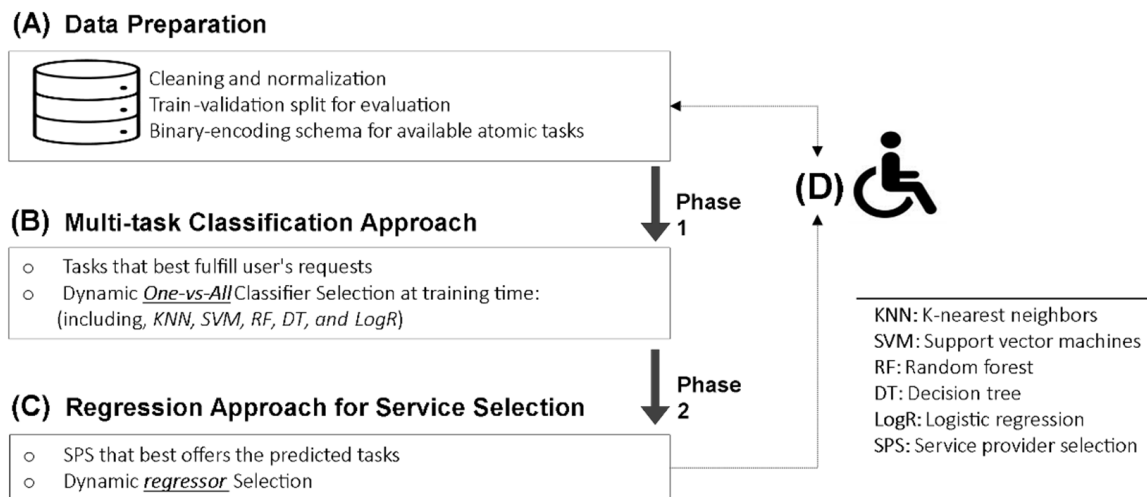 (A) Data Preparation
Cleaning and normalization
Train-validation split for evaluation
Binary-encoding schema for available atomic tasks
(D)
Phase
1
(B) Multi-task Classification Approach
o Tasks that best fulfill user's requests
o Dynamic One-vs-All Classifier Selection at training time:
(including, KNN, SVM, RF, DT, and LogR)
Phase
2
(C) Regression Approach for Service Selection
o SPS that best offers the predicted tasks
o Dynamic regressor Selection
KNN: K-nearest neighbors
SVM: Support vector machines
RF: Random forest
DT: Decision tree
LogR: Logistic regression
SPS: Service provider selection